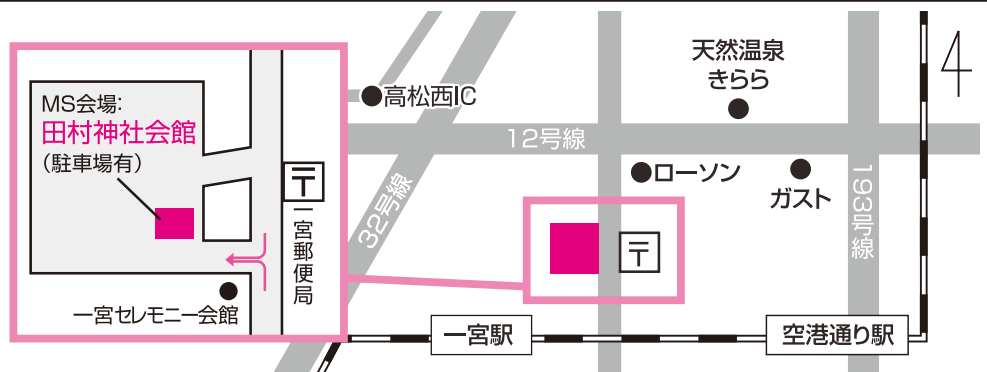 MS会場:
田村神社会館
(駐車場有)
〒
一宮郵便局
一宮セレモニー会館
高松西IC
32号線
12号線
天然温泉
きらら
ローソン
ガスト
193号線
〒
一宮駅
空港通り駅
4